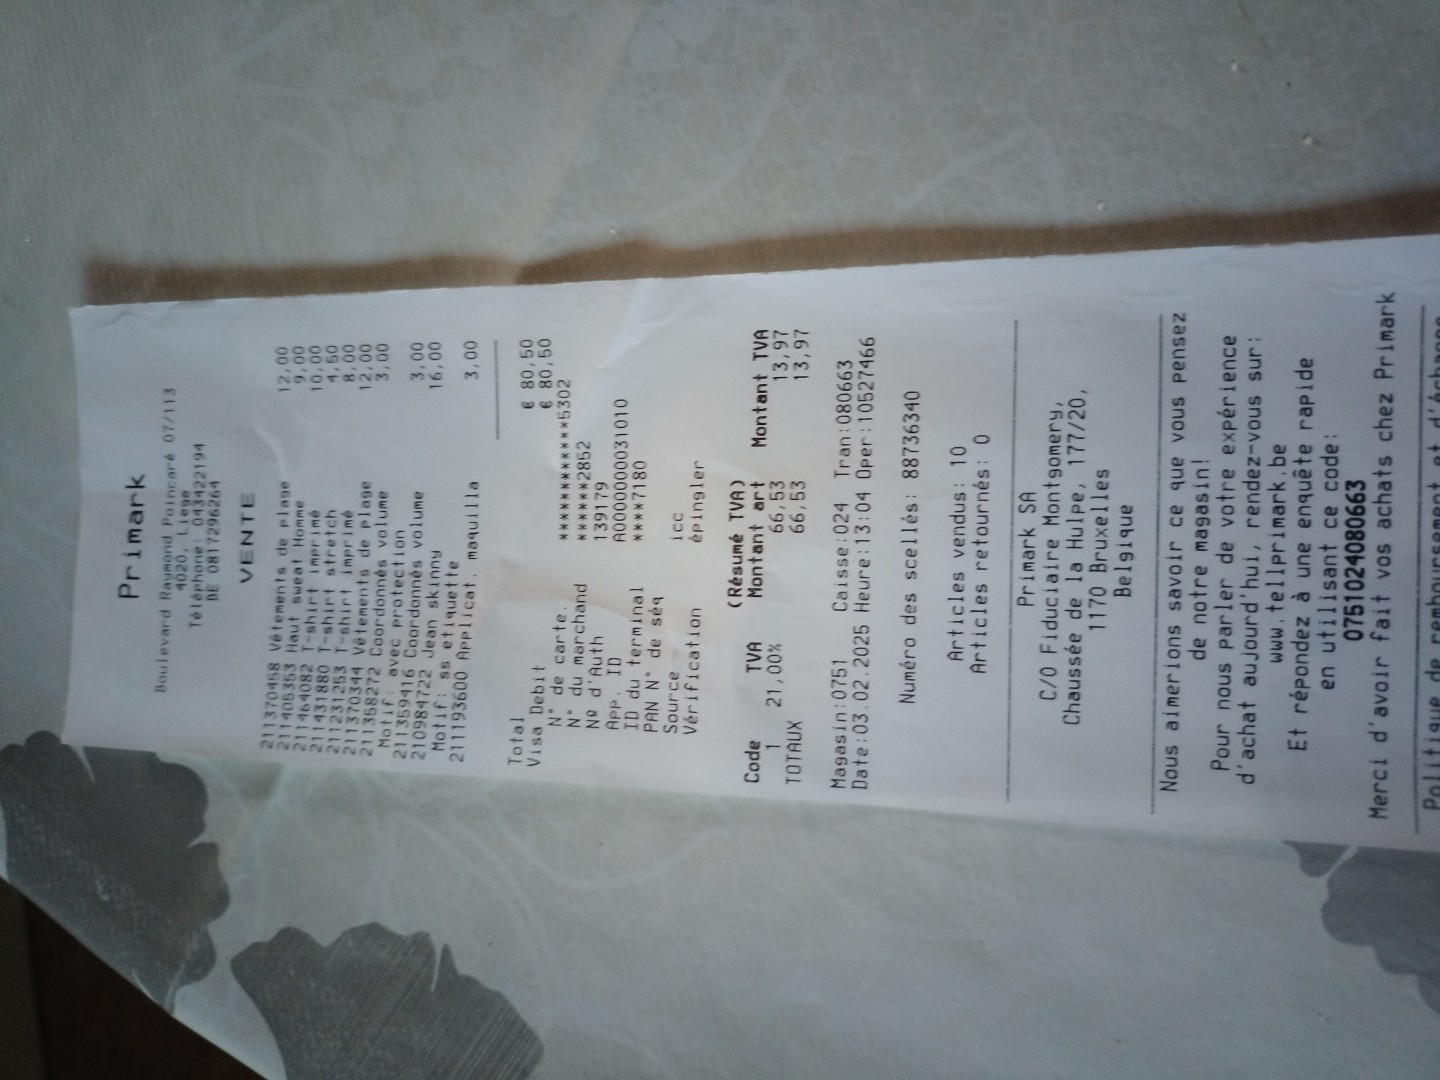 Primark
Boulevard Raymond Poincaré 07/113
4020, Liege
Téléphone: 043422194
BE 0817296264
VENTE
211370458 Vêtements de plage 12,00
211405353 Haut sweat Homme 9,00
211464082 T-shirt imprimé 10,00
211431880 T-shirt stretch 4,50
211231253 T-shirt imprimé 8,00
211370344 Vêtements de plage 12,00
211358272 Coordonnés volume 3,00
Motif: avec protection
211359416 Coordonnés volume 3,00
210984722 Jean skinny 16,00
Motif: ss etiquette
211193600 Applicat. maquilla 3,00
Total € 80,50
Visa Debit € 80,50
N° de carte. ************5302
N° du marchand ******2852
Nº d'Auth 139179
App. ID A0000000031010
ID du terminal ****7180
PAN N° de séq
Source icc
Vérification épingler
(Résumé TVA)
Code TVA Montant art Montant TVA
1 21,00% 66,53 13,97
TOTAUX 66,53 13,97
Magasin:0751 Caisse:024 Tran:080663
Date:03.02.2025 Heure:13:04 Oper:10527466
Numéro des scellés: 88736340
Articles vendus: 10
Articles retournés: 0
Primark SA
C/O Fiduciaire Montgomery,
Chaussée de la Hulpe, 177/20,
1170 Bruxelles
Belgique
Nous aimerions savoir ce que vous pensez
de notre magasin!
Pour nous parler de votre expérience
d'achat aujourd'hui, rendez-vous sur:
www.tellprimark.be
Et répondez à une enquête rapide
en utilisant ce code:
075102408066​3
Merci d'avoir fait vos achats chez Primark
Politique de remboursement et d'échange